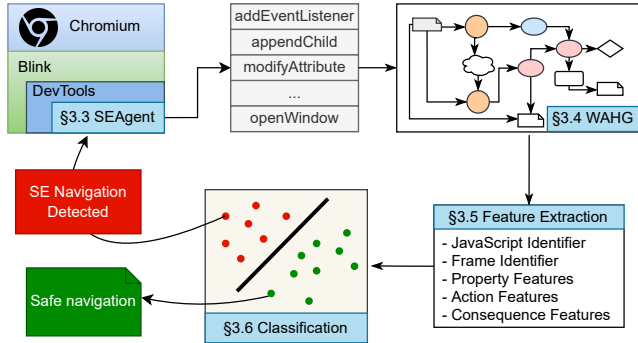 Chromium
Blink
DevTools
§3.3 SEAgent
addEventListener
appendChild
modifyAttribute
...
openWindow
§3.4 WAHG
SE Navigation
Detected
Safe navigation
§3.6 Classification
§3.5 Feature Extraction
- JavaScript Identifier
- Frame Identifier
- Property Features
- Action Features
- Consequence Features